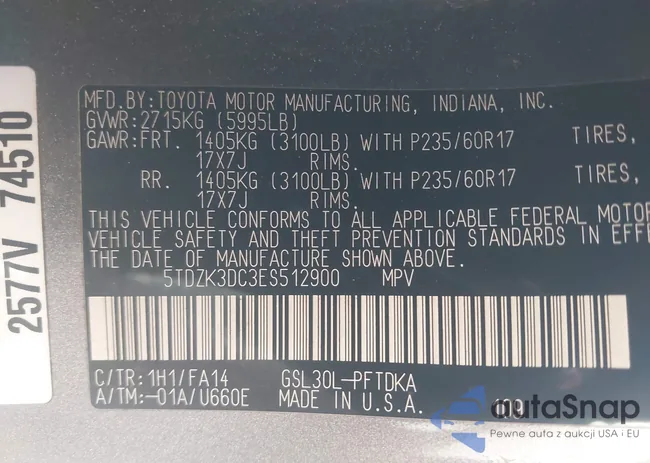 2577V 74510
MFD.BY:TOYOTA MOTOR MANUFACTURING, INDIANA, INC.
GVWR:2715KG (5995LB)
GAWR:FRT. 1405KG (3100LB) WITH P235/60R17 TIRES,
17X7J RIMS.
RR. 1405KG (3100LB) WITH P235/60R17 TIRES,
17X7J RIMS.
THIS VEHICLE CONFORMS TO ALL APPLICABLE FEDERAL MOTOR
VEHICLE SAFETY AND THEFT PREVENTION STANDARDS IN EFFE
THE DATE OF MANUFACTURE SHOWN ABOVE.
5TDZK3DC3ES512900 MPV
C/TR:1H1/FA14 GSL30L-PFTDKA
A/TM:-01A/U660E MADE IN U.S.A.
autoSnap
Pewne auta z aukcji USA i EU